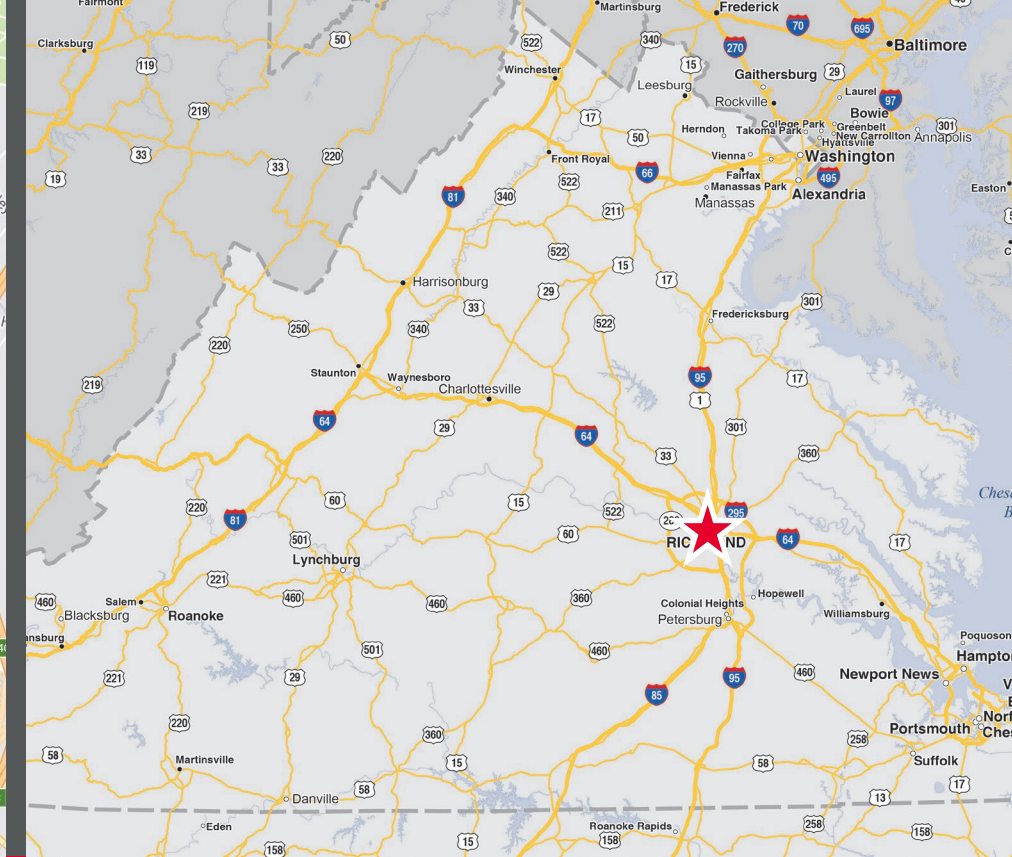 Fairmont
Martinsburg
Frederick
70
695
40
Clarksburg
50
522
340
270
Baltimore
119
15
Gaithersburg
29
Winchester
Leesburg
Rockville
Laurel
97
219
17
Bowie
College Park
Greenbelt
301
Herndon
Takoma Park
New Carrollton
Annapolis
50
Hyattsville
33
33
220
Front Royal
Vienna
Washington
19
66
Fairfax
495
522
Manassas Park
Easton
81
340
Manassas
Alexandria
211
522
15
17
Harrisonburg
29
301
33
Fredericksburg
250
340
522
220
Staunton
Waynesboro
95
17
219
Charlottesville
1
64
29
64
301
33
360
220
60
15
522
295
81
501
60
RIC
ND
64
17
Lynchburg
221
460
Salem
460
460
360
Hopewell
Colonial Heights
Blacksburg
Roanoke
Petersburg
Williamsburg
ansburg
501
460
Poquoson
Hampto
221
29
95
460
Newport News
85
220
Norf
360
258
Portsmouth
Ches
58
15
58
Suffolk
Martinsville
58
17
Danville
13
Eden
Roanoke Rapids
258
158
158
15
158